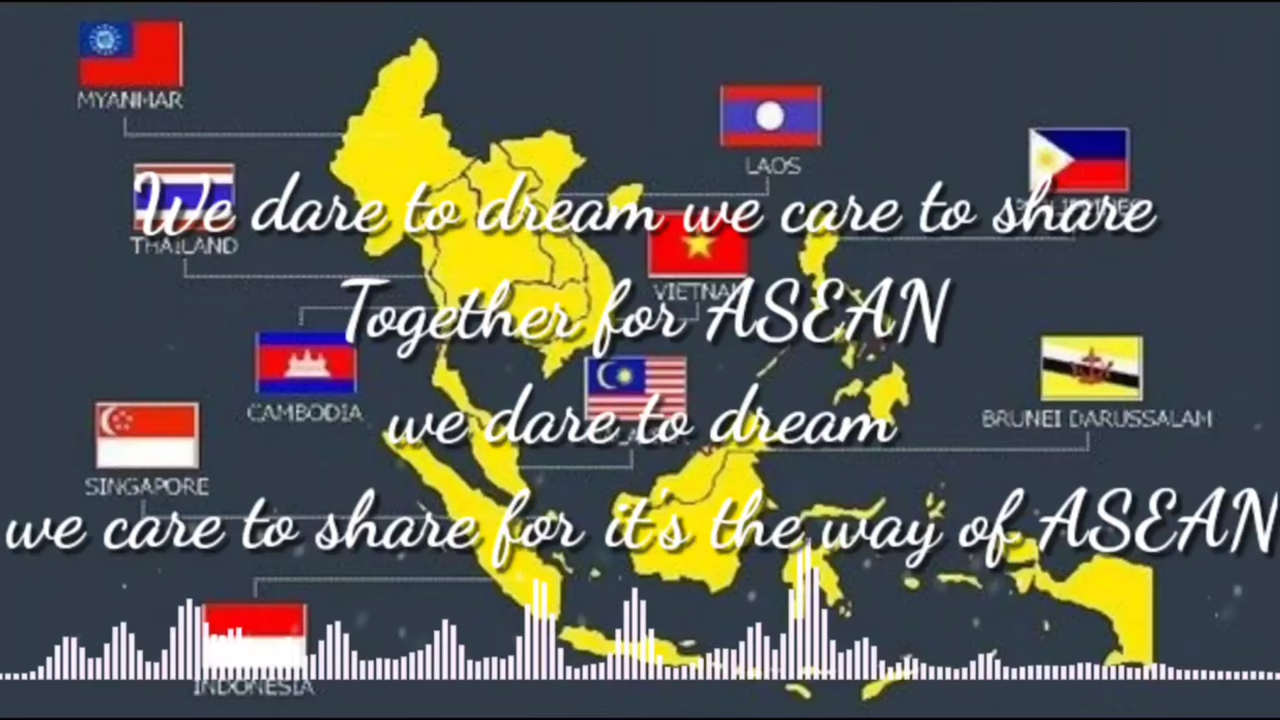 MYANMAR
LAOS
THAILAND
We dare to dream we care to share
VIETNAM
Together for ASEAN
CAMBODIA
BRUNEI DARUSSALAM
we dare to dream
SINGAPORE
we care to share for it's the way of ASEAN
INDONESIA